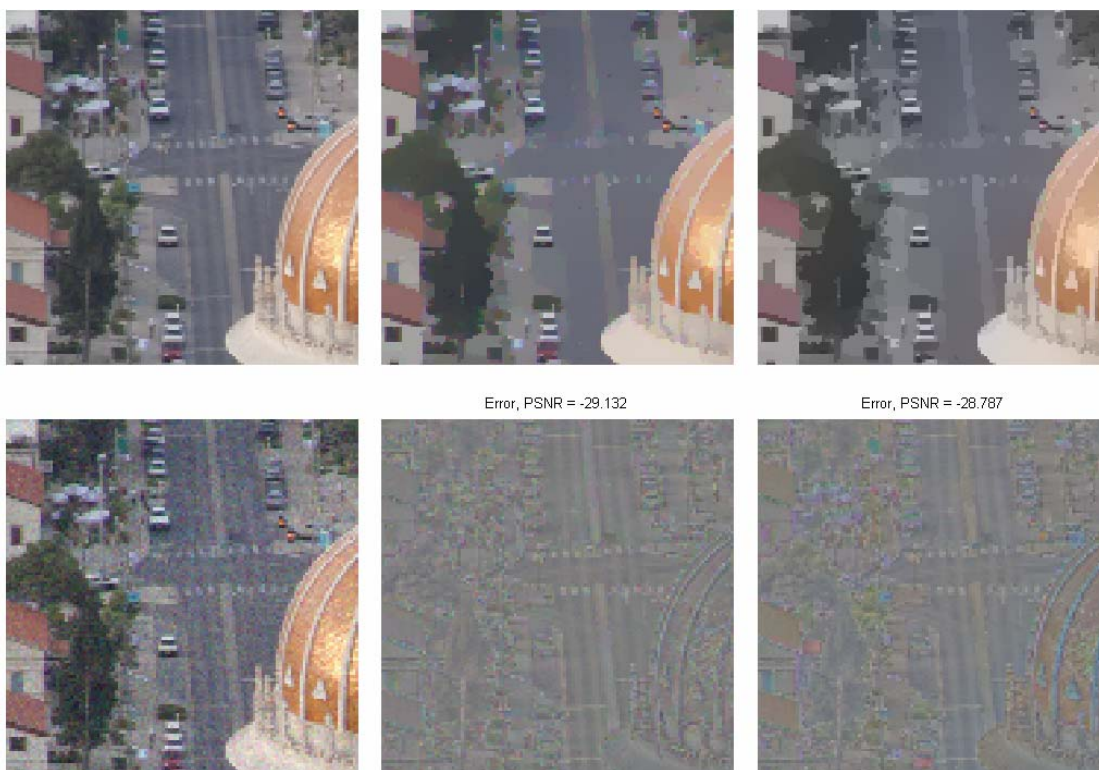 Error, PSNR = -29.132
Error, PSNR = -28.787